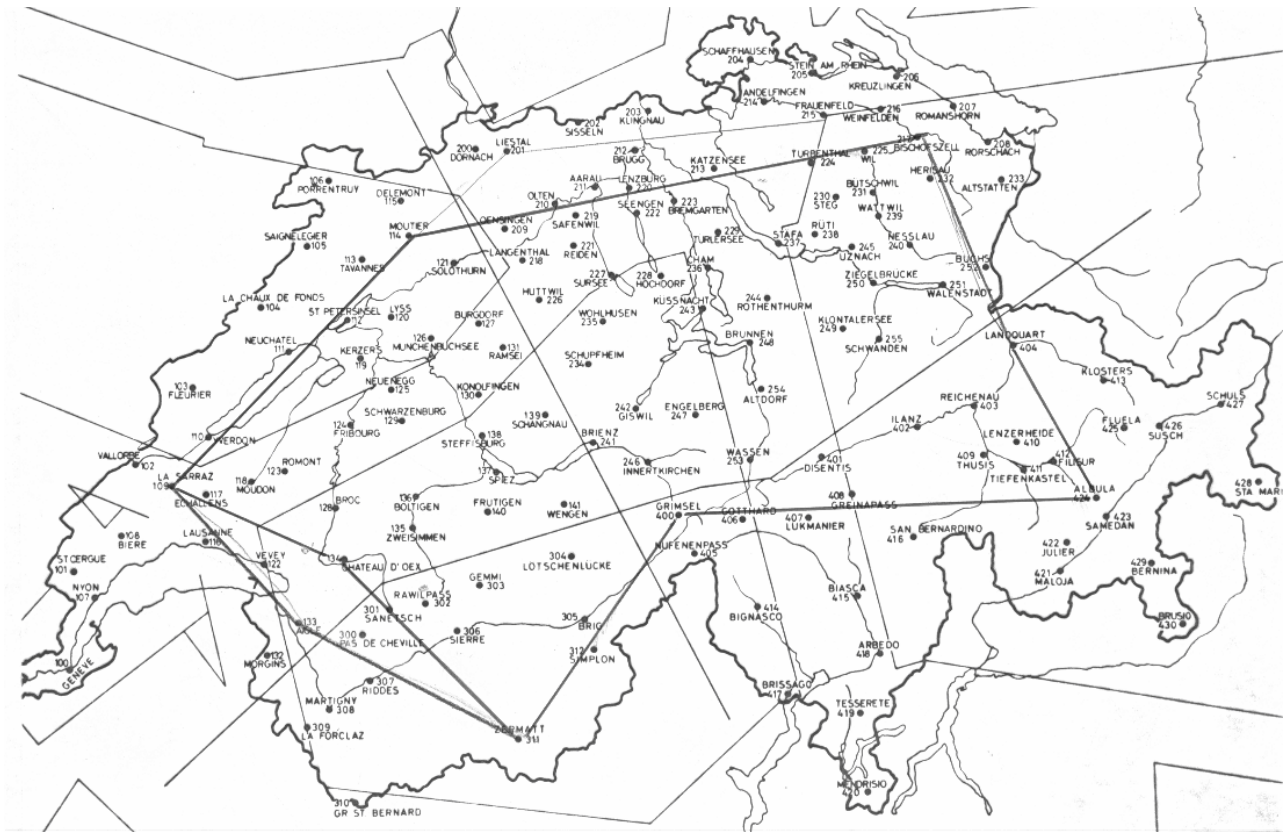 SCHAFFHAUSEN
204
STEIN AM RHEIN
205
206
KREUZLINGEN
ANDELFINGEN
214
FRAUENFELD
215
216
WEINFELDEN
207
ROMANSHORN
203
KLINGNAU
202
SISSELN
200
DORNACH
LIESTAL
201
212
BRUGG
KATZENSEE
213
TURBENTHAL
224
225
WIL
217
BISCHOFSZELL
208
RORSCHACH
106
PORRENTRUY
DELEMONT
115
AARAU
211
LENZBURG
220
HERISAU
232
233
ALTSTATTEN
230
STEG
BÜTSCHWIL
231
OLTEN
210
219
SAFENWIL
SEENGEN
222
223
BREMGARTEN
WATTWIL
239
MOUTIER
114
OENSINGEN
209
229
TÜRLERSEE
STAFA
237
RÜTI
238
SAIGNELEGIER
105
221
REIDEN
245
UZNACH
NESSLAU
240
113
TAVANNES
121
SOLOTHURN
LANGENTHAL
218
CHAM
236
BUCHS
252
227
SURSEE
228
HOCHDORF
ZIEGELBRÜCKE
250
251
WALENSTADT
LA CHAUX DE FONDS
104
HUTTWIL
226
244
ROTHENTHURM
KÜSSNACHT
243
ST PETERSINSEL
112
LYSS
120
BURGDORF
127
WOHLHUSEN
235
KLONTALERSEE
249
NEUCHATEL
111
126
MÜNCHENBUCHSEE
131
RAMSEI
BRUNNEN
248
255
SCHWANDEN
LANDQUART
404
KERZERS
119
SCHUPFHEIM
234
103
FLEURIER
NEUENEGG
125
KONOLFINGEN
130
254
ALTDORF
KLOSTERS
413
REICHENAU
403
SCHULS
427
SCHWARZENBURG
129
124
FRIBOURG
139
SCHANGNAU
242
GISWIL
ENGELBERG
247
ILANZ
402
FLUELA
425
426
SUSCH
110
YVERDON
138
STEFFISBURG
BRIENZ
241
LENZERHEIDE
410
VALLORBE
102
ROMONT
123
WASSEN
253
401
DISENTIS
409
THUSIS
412
FILISUR
246
INNERTKIRCHEN
411
TIEFENKASTEL
LA SARRAZ
109
118
MOUDON
137
SPIEZ
117
ECHALLENS
136
BOLTIGEN
428
STA MARI
BROC
128
FRUTIGEN
140
141
WENGEN
408
GREINAPASS
ALBULA
424
GRIMSEL
400
GOTTHARD
406
407
LUKMANIER
423
SAMEDAN
108
BIERE
LAUSANNE
116
135
ZWEISIMMEN
SAN BERNARDINO
416
422
JULIER
ST CERGUE
101
VEVEY
122
134
CHATEAU D'OEX
304
LOTSCHENLÜCKE
NUFENENPASS
405
421
MALOJA
429
BERNINA
NYON
107
GEMMI
303
RAWILPASS
302
BIASCA
415
301
SANETSCH
414
BIGNASCO
133
AIGLE
305
BRIG
BRUSIO
430
300
PAS DE CHEVILLE
306
SIERRE
132
MORGINS
312
SIMPLON
ARBEDO
418
100
GENEVE
307
RIDDES
BRISSAGO
417
MARTIGNY
308
TESSERETE
419
309
LA FORCLAZ
ZERMATT
311
MENDRISIO
420
310
GR ST BERNARD